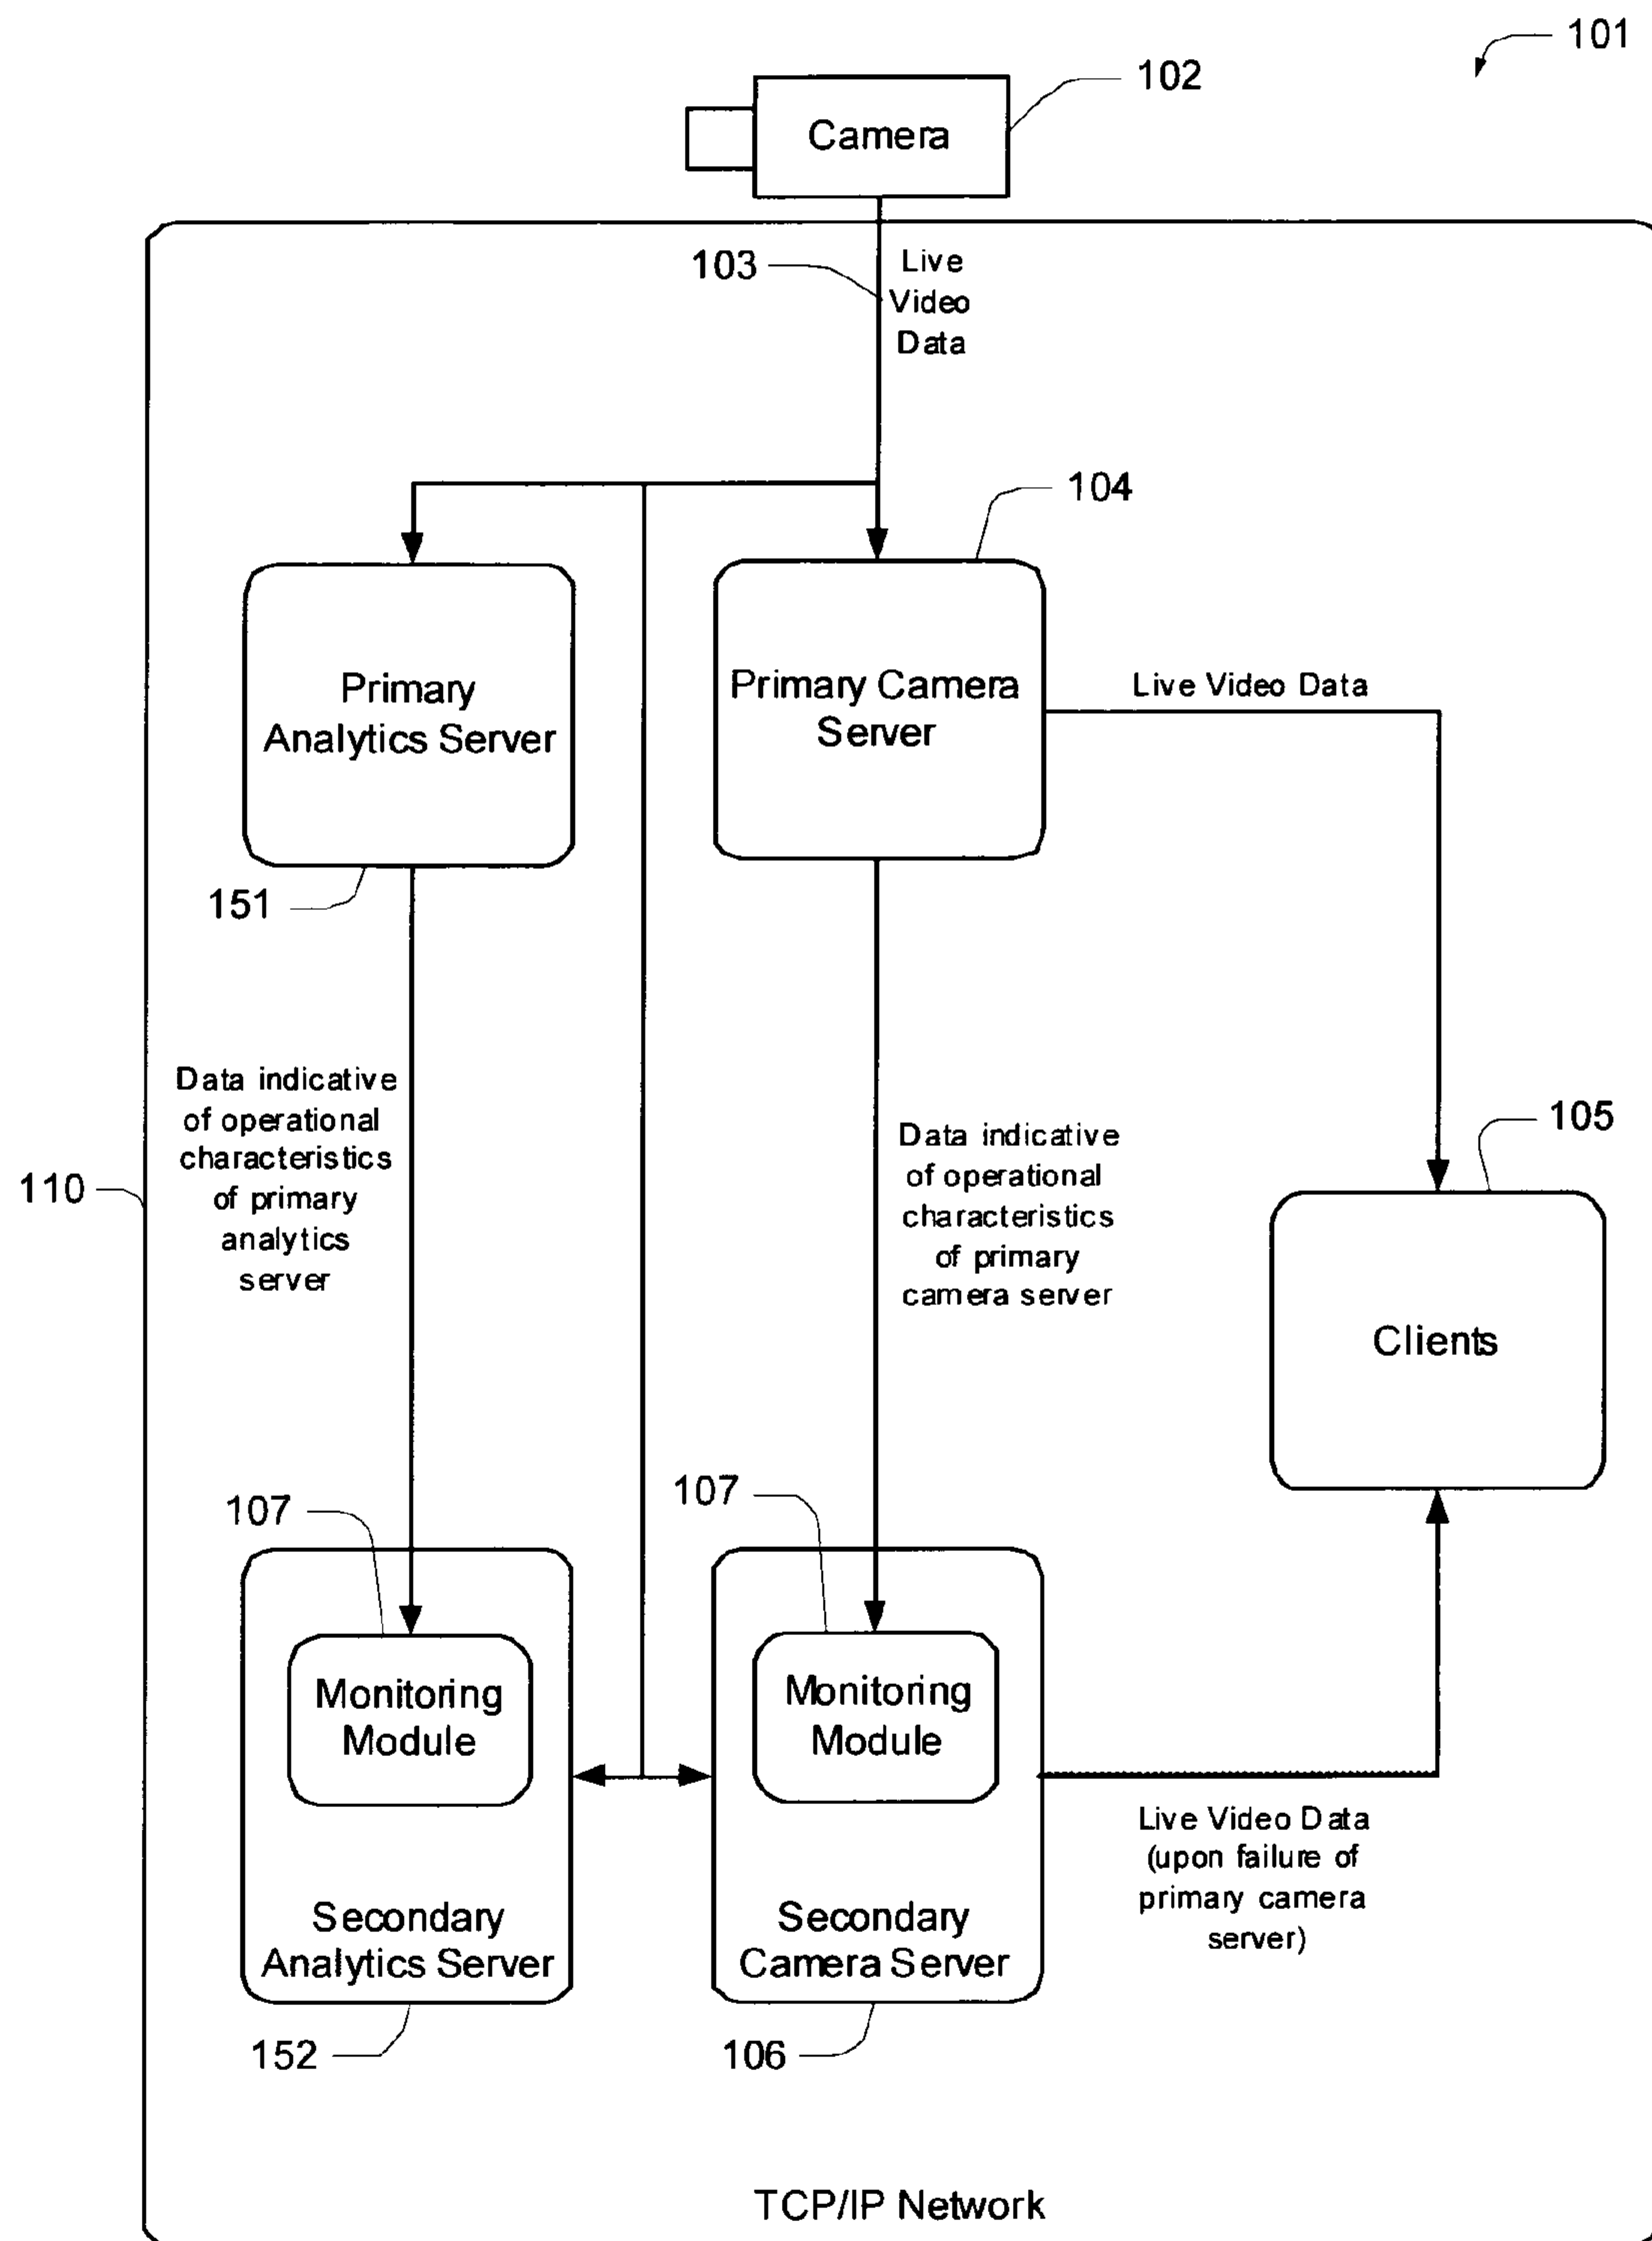 101
102
Camera
103
Live
Video
Data
104
Primary
Analytics Server
Primary Camera
Server
Live Video Data
151
Data indicative
of operational
characteristics
of primary
analytics
server
Data indicative
of operational
characteristics
of primary
camera server
105
110
Clients
107
107
Monitoring
Module
Monitoring
Module
Secondary
Analytics Server
Secondary
Camera Server
Live Video Data
(upon failure of
primary camera
server)
152
106
TCP/IP Network